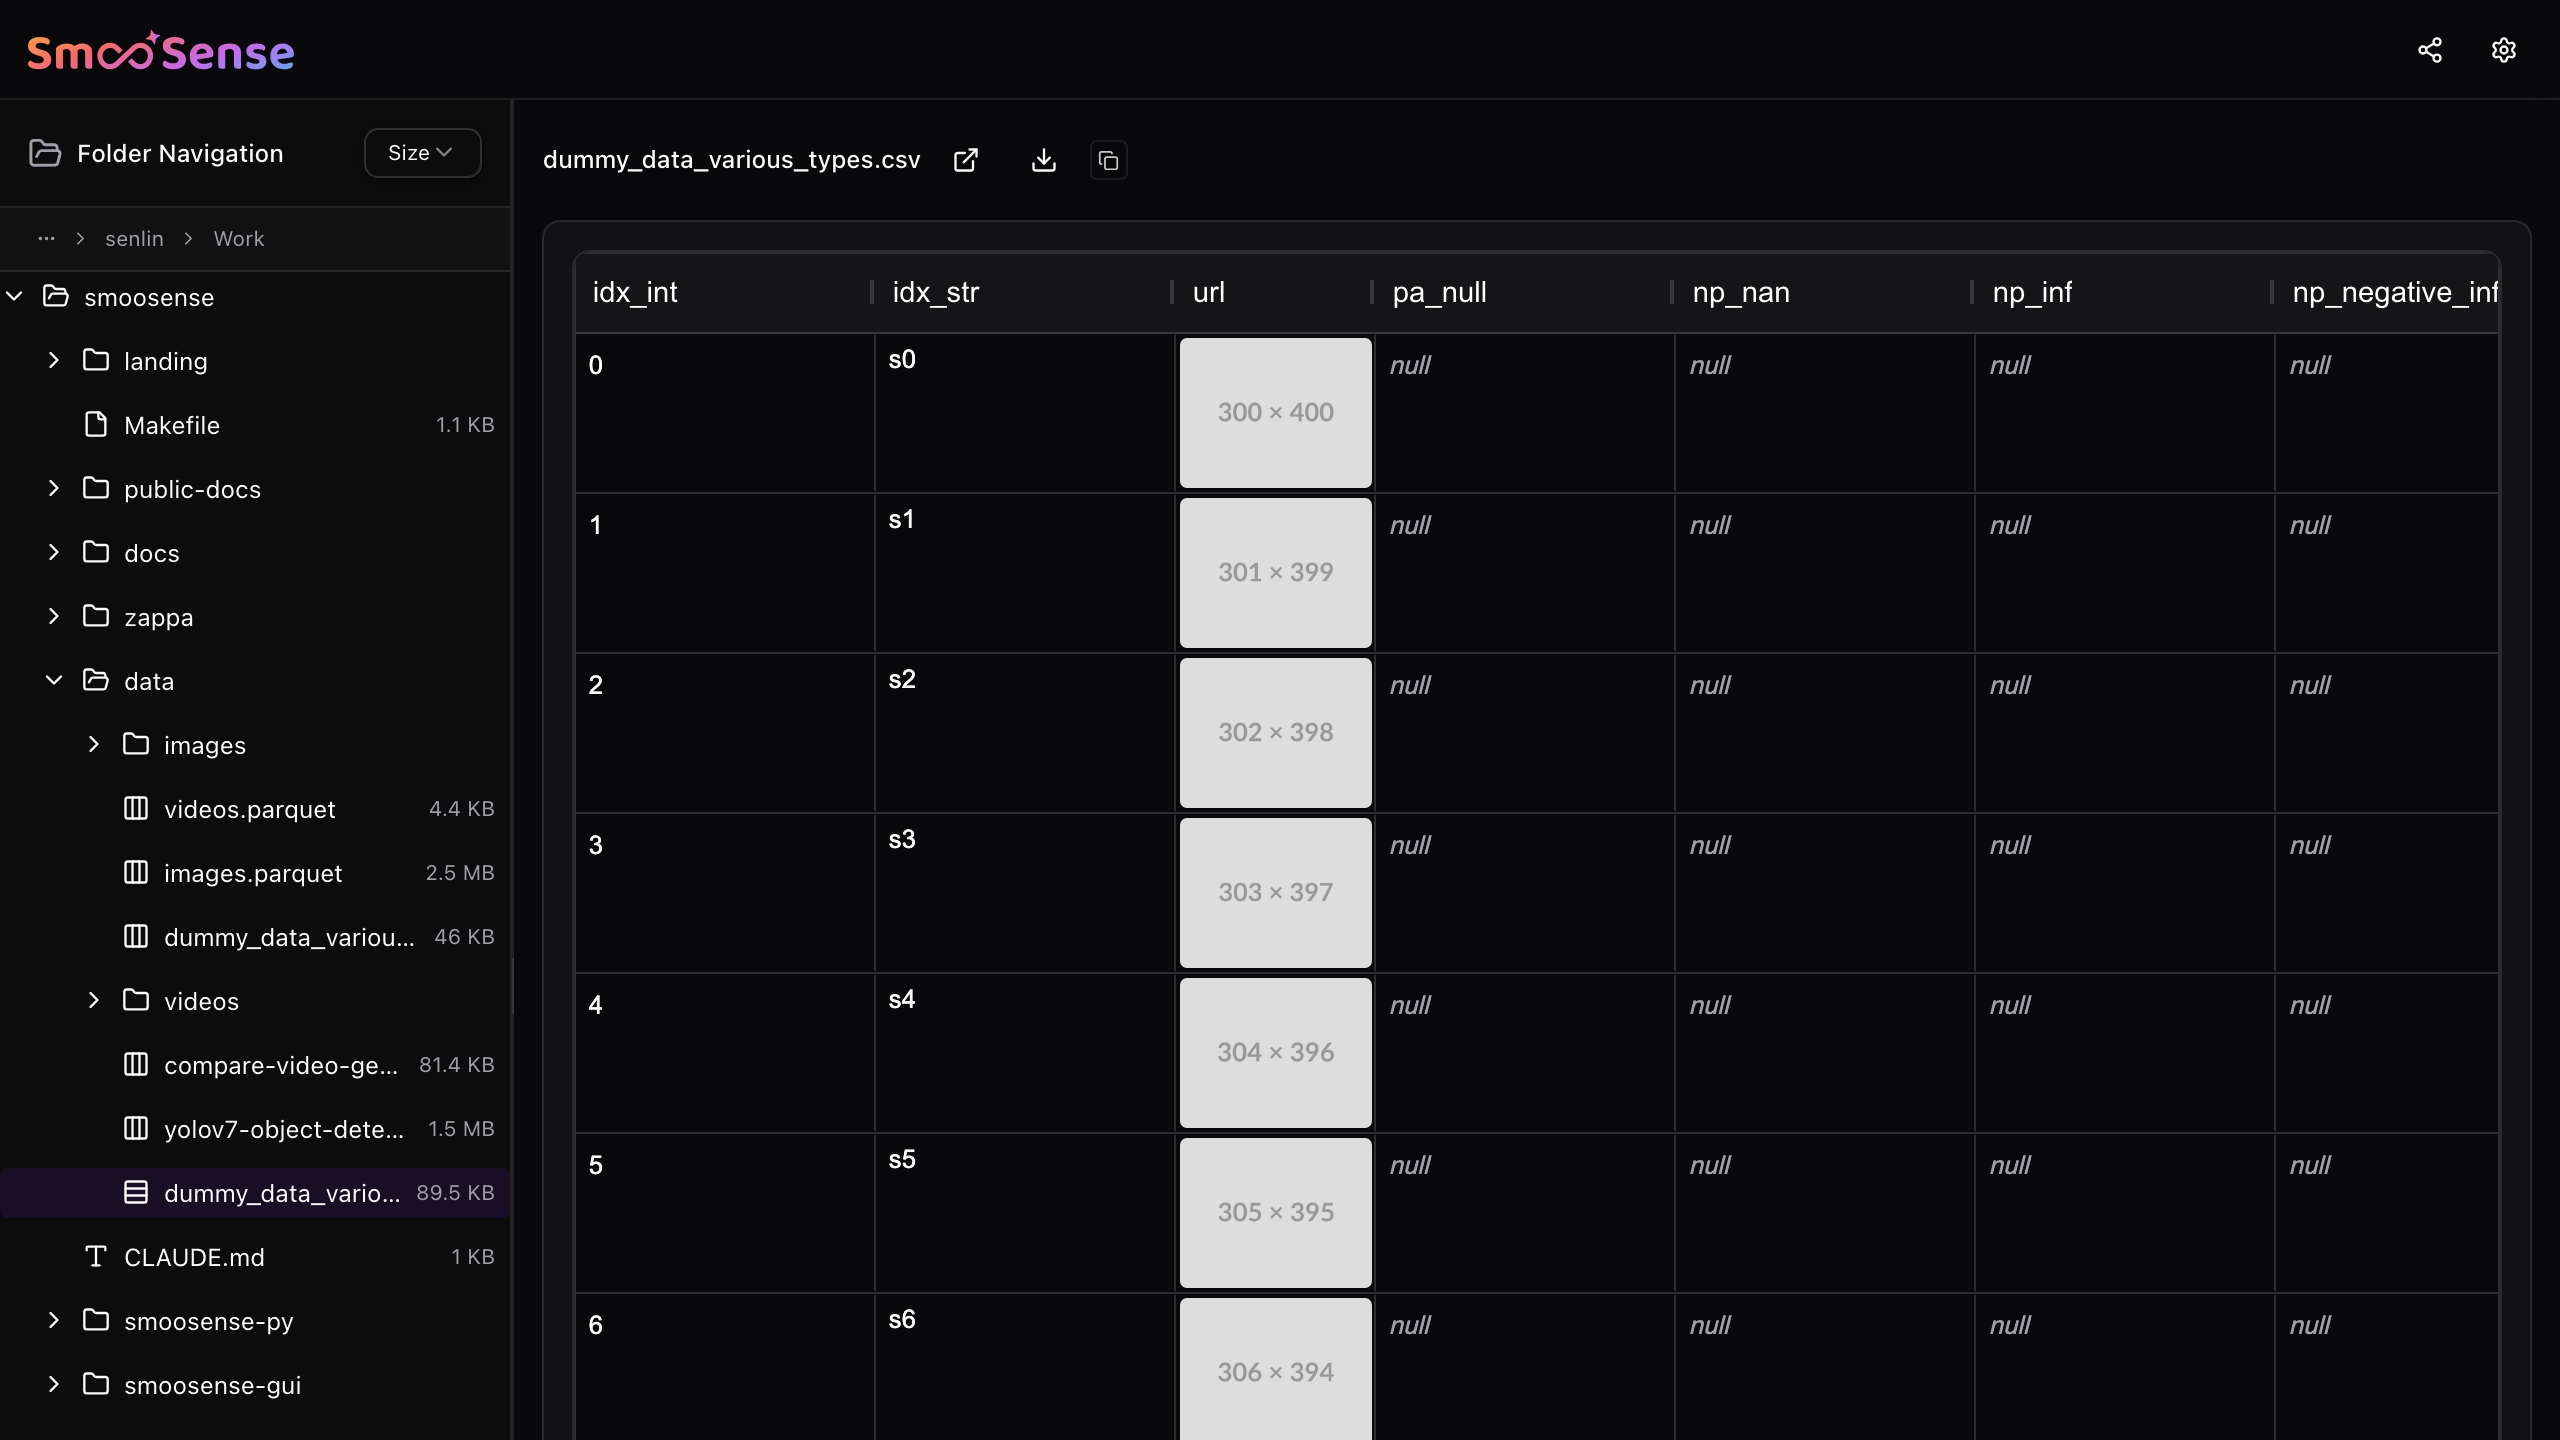 SmooSense
Folder Navigation
Size
... > senlin > Work
smoosense
landing
Makefile 1.1 KB
public-docs
docs
zappa
data
images
videos.parquet 4.4 KB
images.parquet 2.5 MB
dummy_data_variou... 46 KB
videos
compare-video-ge... 81.4 KB
yolov7-object-dete... 1.5 MB
dummy_data_vario... 89.5 KB
CLAUDE.md 1 KB
smoosense-py
smoosense-gui
dummy_data_various_types.csv
idx_int idx_str url pa_null np_nan np_inf np_negative_inf
0 s0 300 × 400 null null null null
1 s1 301 × 399 null null null null
2 s2 302 × 398 null null null null
3 s3 303 × 397 null null null null
4 s4 304 × 396 null null null null
5 s5 305 × 395 null null null null
6 s6 306 × 394 null null null null